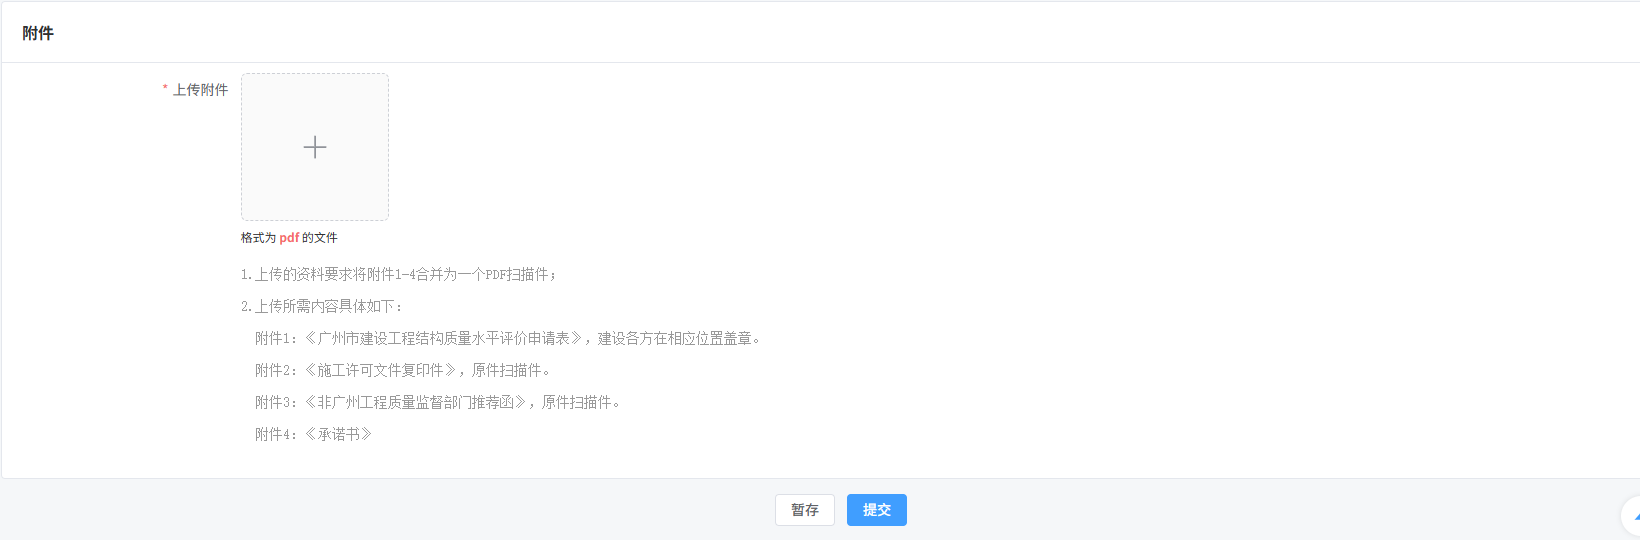 附件
* 上传附件
格式为 pdf 的文件
1.上传的资料要求将附件1-4合并为一个PDF扫描件；
2.上传所需内容具体如下：
附件1：《广州市建设工程结构质量水平评价申请表》，建设各方在相应位置盖章。
附件2：《施工许可文件复印件》，原件扫描件。
附件3：《非广州工程质量监督部门推荐函》，原件扫描件。
附件4：《承诺书》
暂存 提交